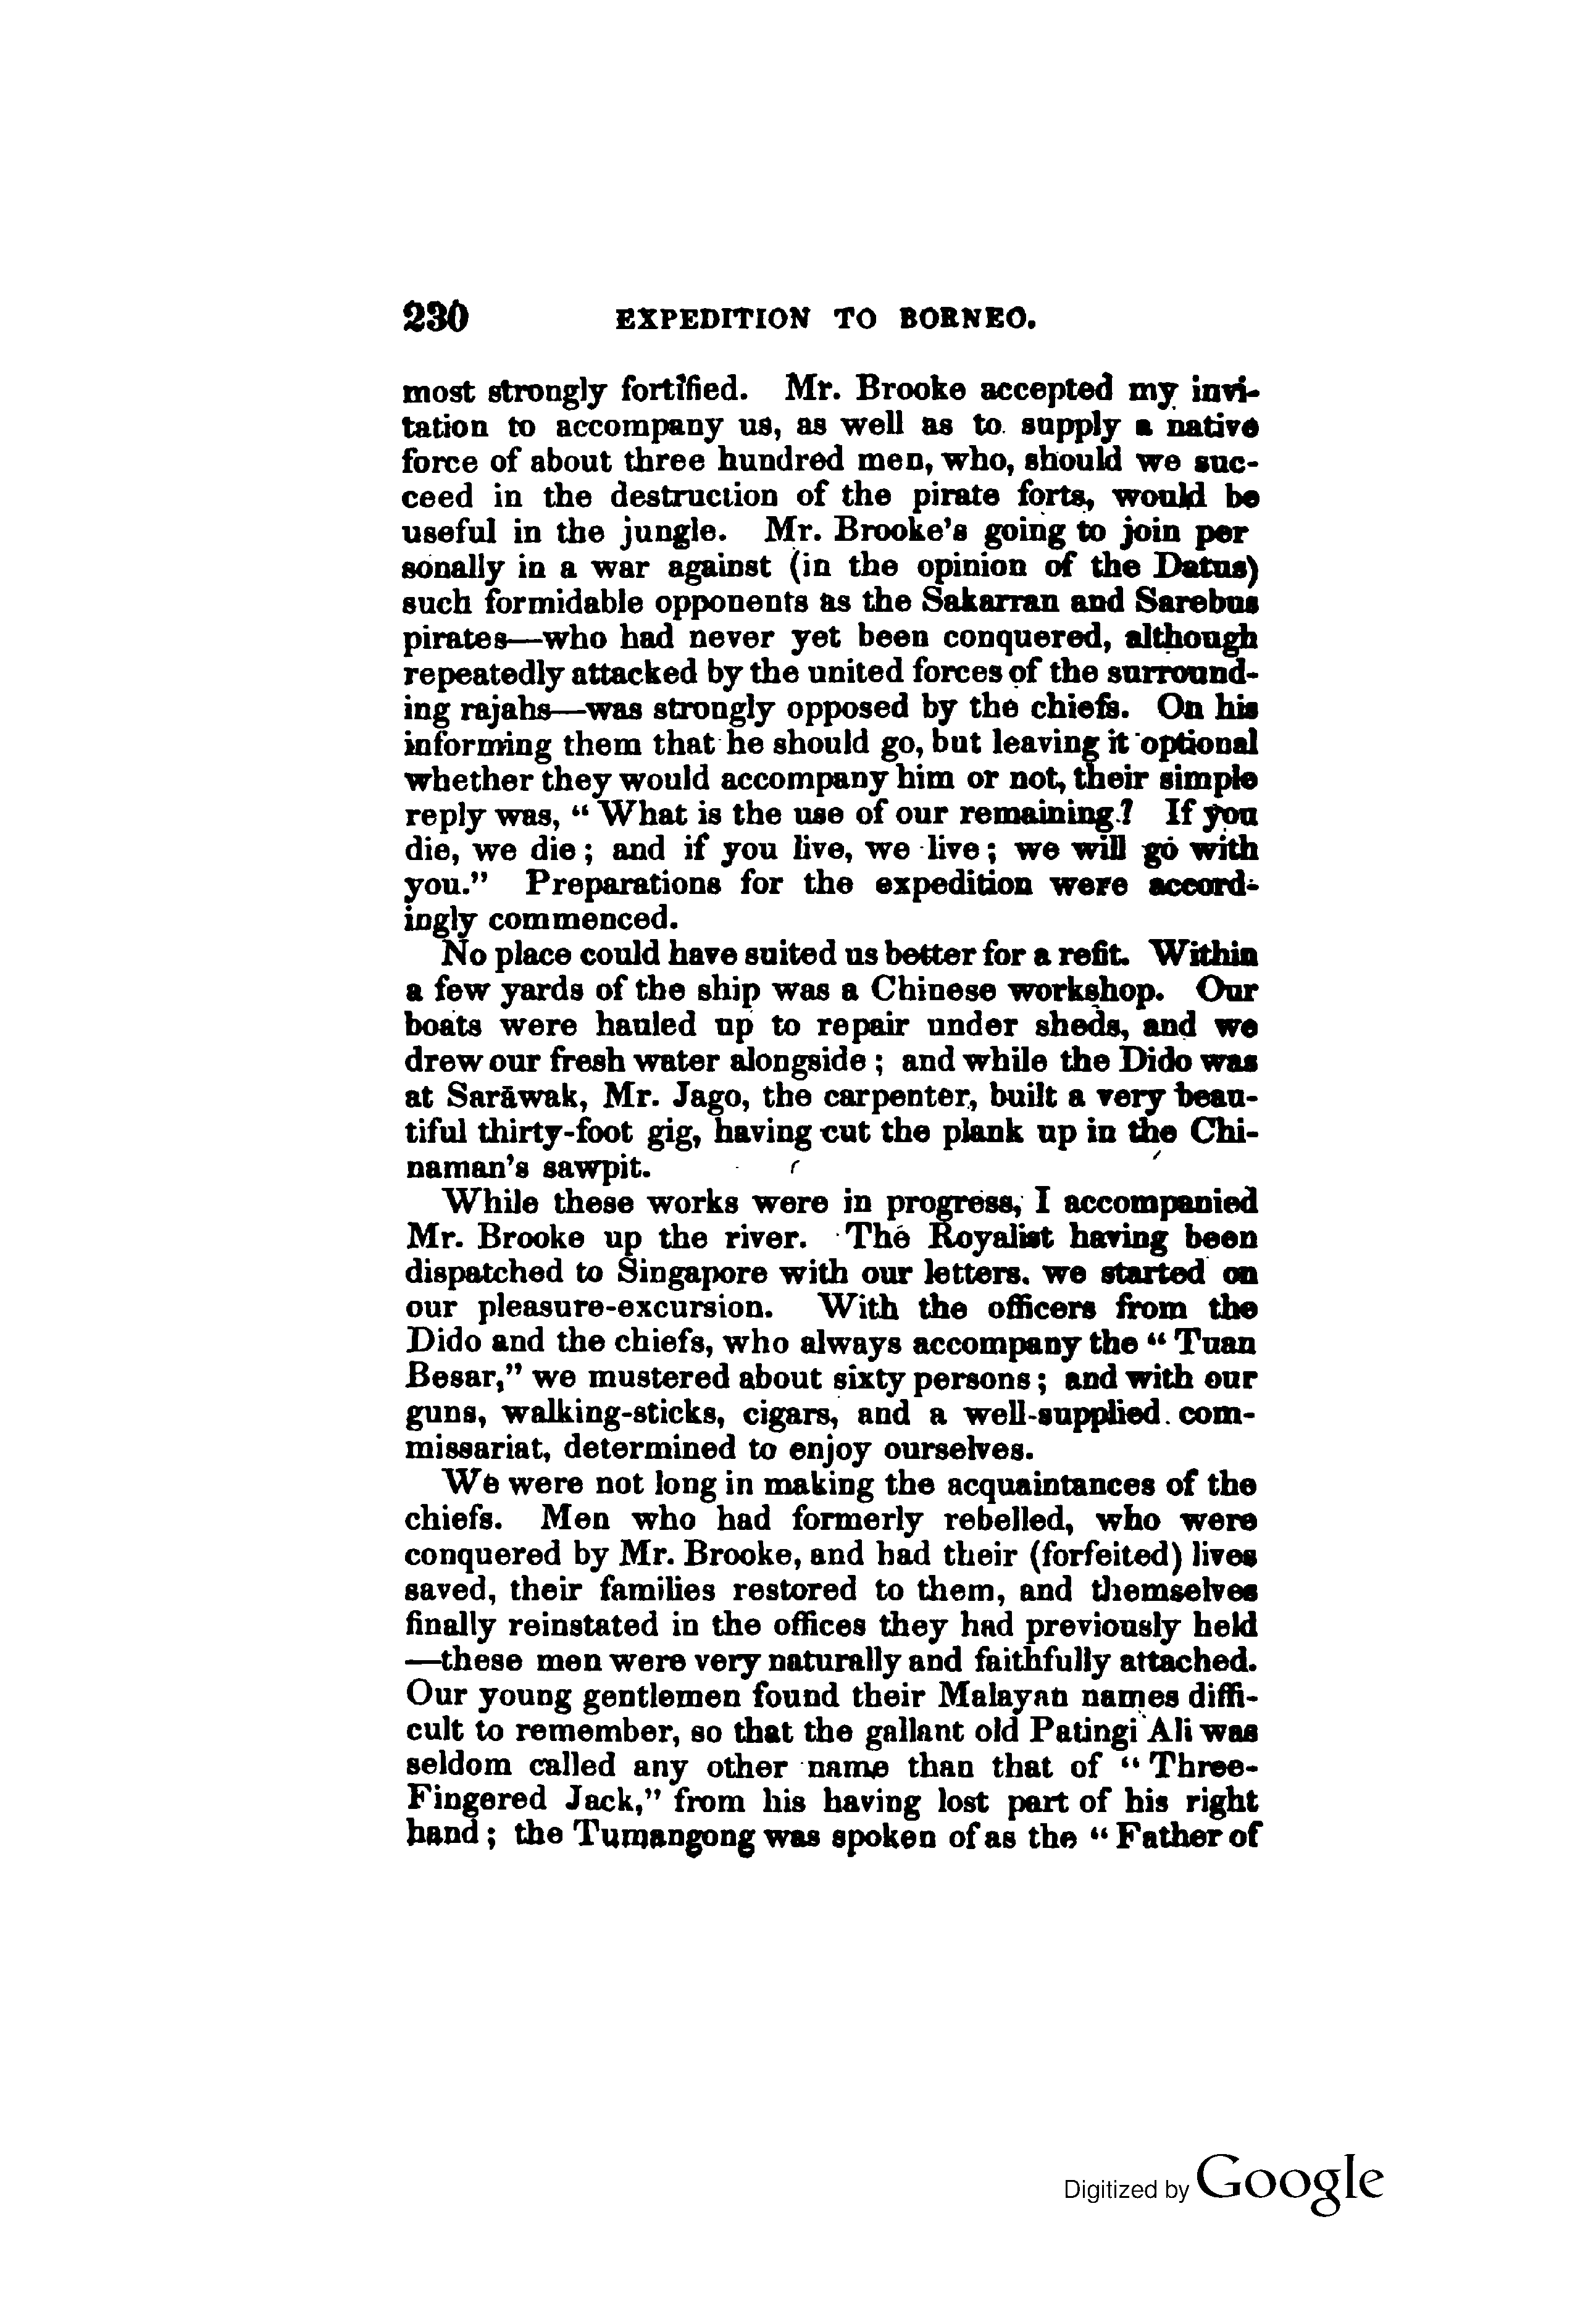 230 EXPEDITION TO BORNEO.
most strongly fortified. Mr. Brooke accepted my invi-
tation to accompany us, as well as to supply a native
force of about three hundred men, who, should we suc-
ceed in the destruction of the pirate forts, would be
useful in the jungle. Mr. Brooke's going to join per
sonally in a war against (in the opinion of the Datus)
such formidable opponents as the Sakarran and Sarebus
pirates—who had never yet been conquered, although
repeatedly attacked by the united forces of the surround-
ing rajahs—was strongly opposed by the chiefs. On his
informing them that he should go, but leaving it optional
whether they would accompany him or not, their simple
reply was, “ What is the use of our remaining? If you
die, we die; and if you live, we live; we will go with
you.” Preparations for the expedition were accord-
ingly commenced.
No place could have suited us better for a refit. Within
a few yards of the ship was a Chinese workshop. Our
boats were hauled up to repair under sheds, and we
drew our fresh water alongside; and while the Dido was
at Sarāwak, Mr. Jago, the carpenter, built a very beau-
tiful thirty-foot gig, having cut the plank up in the Chi-
naman's sawpit.
While these works were in progress, I accompanied
Mr. Brooke up the river. The Royalist having been
dispatched to Singapore with our letters. we started on
our pleasure-excursion. With the officers from the
Dido and the chiefs, who always accompany the “ Tuan
Besar,” we mustered about sixty persons; and with our
guns, walking-sticks, cigars, and a well-supplied com-
missariat, determined to enjoy ourselves.
We were not long in making the acquaintances of the
chiefs. Men who had formerly rebelled, who were
conquered by Mr. Brooke, and had their (forfeited) lives
saved, their families restored to them, and themselves
finally reinstated in the offices they had previously held
—these men were very naturally and faithfully attached.
Our young gentlemen found their Malayan names diffi-
cult to remember, so that the gallant old Patingi Ali was
seldom called any other name than that of “ Three-
Fingered Jack,” from his having lost part of his right
hand; the Tumangong was spoken of as the “ Father of
Digitized by Google